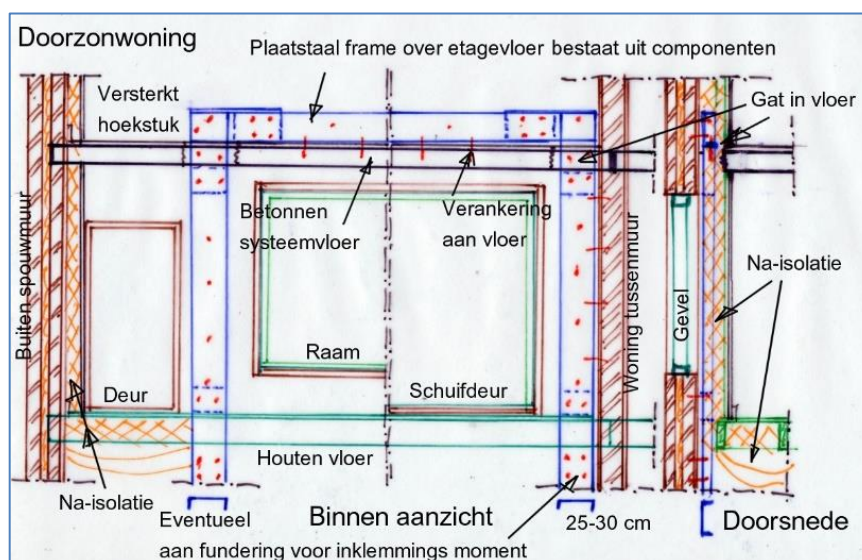 Doorzonwoning
Plaatstaal frame over etagevloer bestaat uit componenten
Versterkt
hoekstuk
Gat in vloer
Betonnen
systeemvloer
Verankering
aan vloer
Buiten spouwmuur
Woning tussenmuur
Gevel
Na-isolatie
Raam
Deur
Schuifdeur
Houten vloer
Na-isolatie
Eventueel
aan fundering voor inklemmings moment
Binnen aanzicht
25-30 cm
Doorsnede